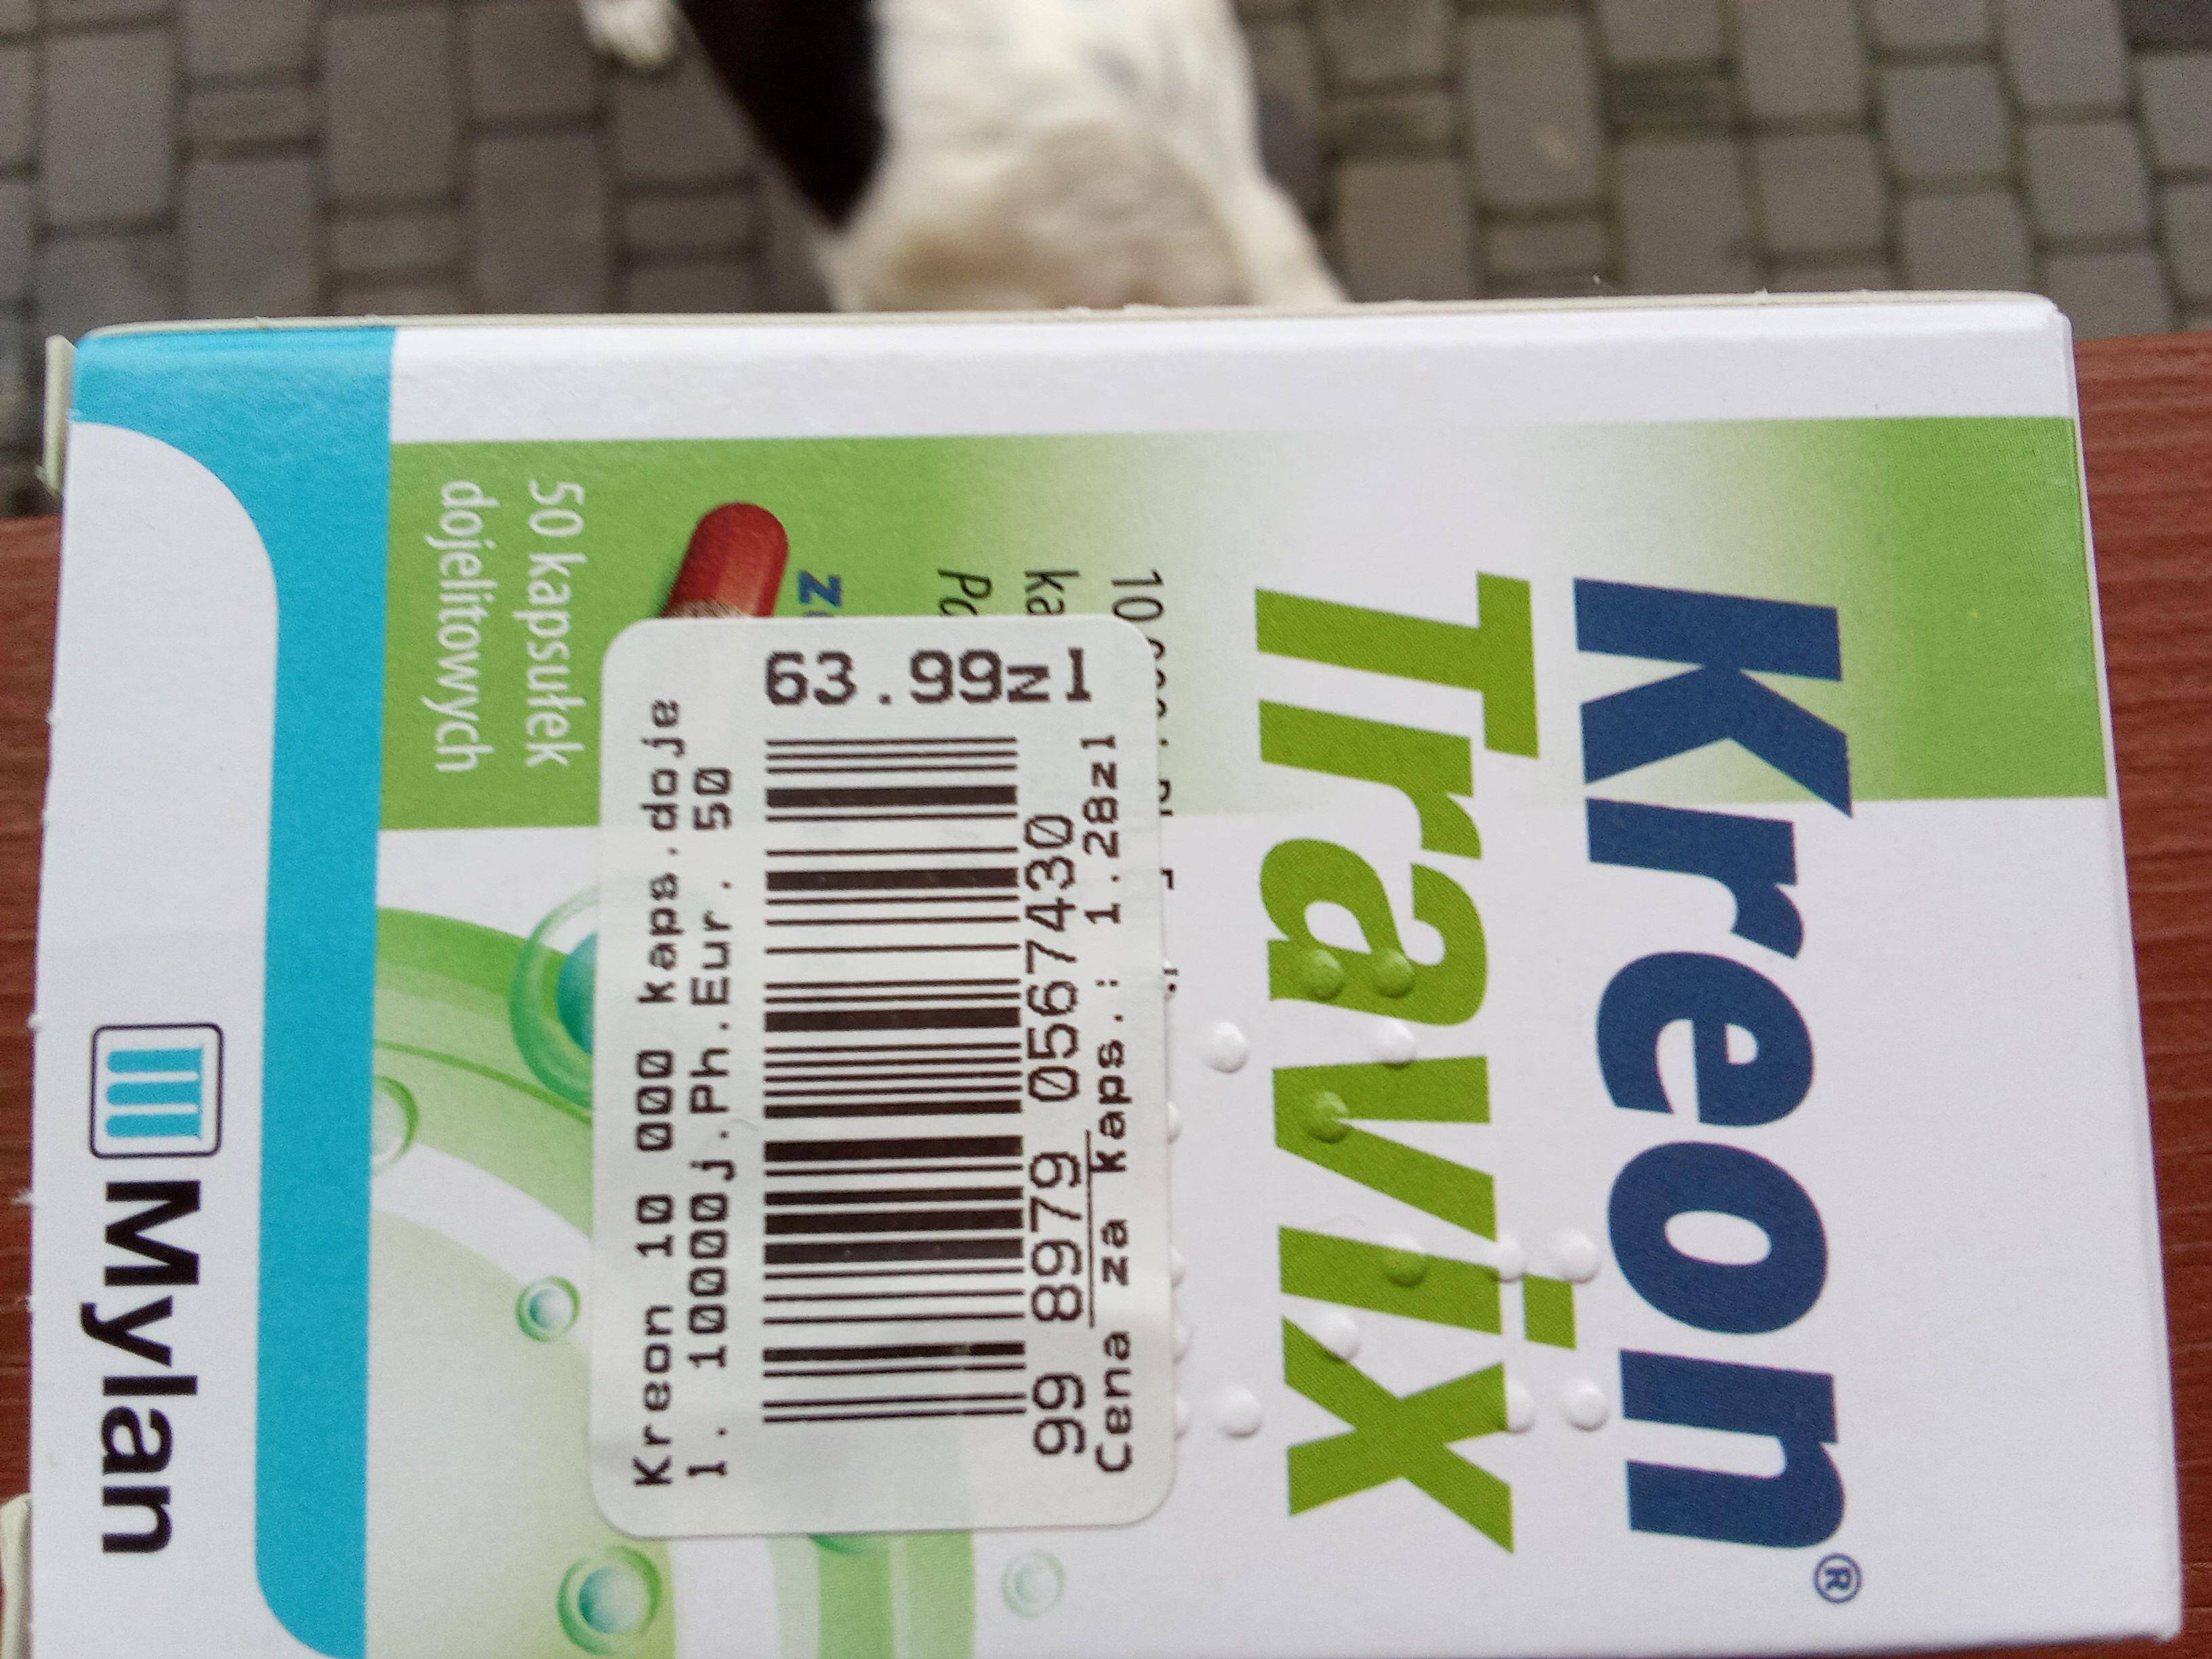 Kreon®
Travix
50 kapsułek
dojelitowych
Mylan
63.99zl
Kreon 10 000 kaps.doje
l. 10000j.Ph.Eur. 50
99 8979 0567430
Cena za kaps.: 1.28zl